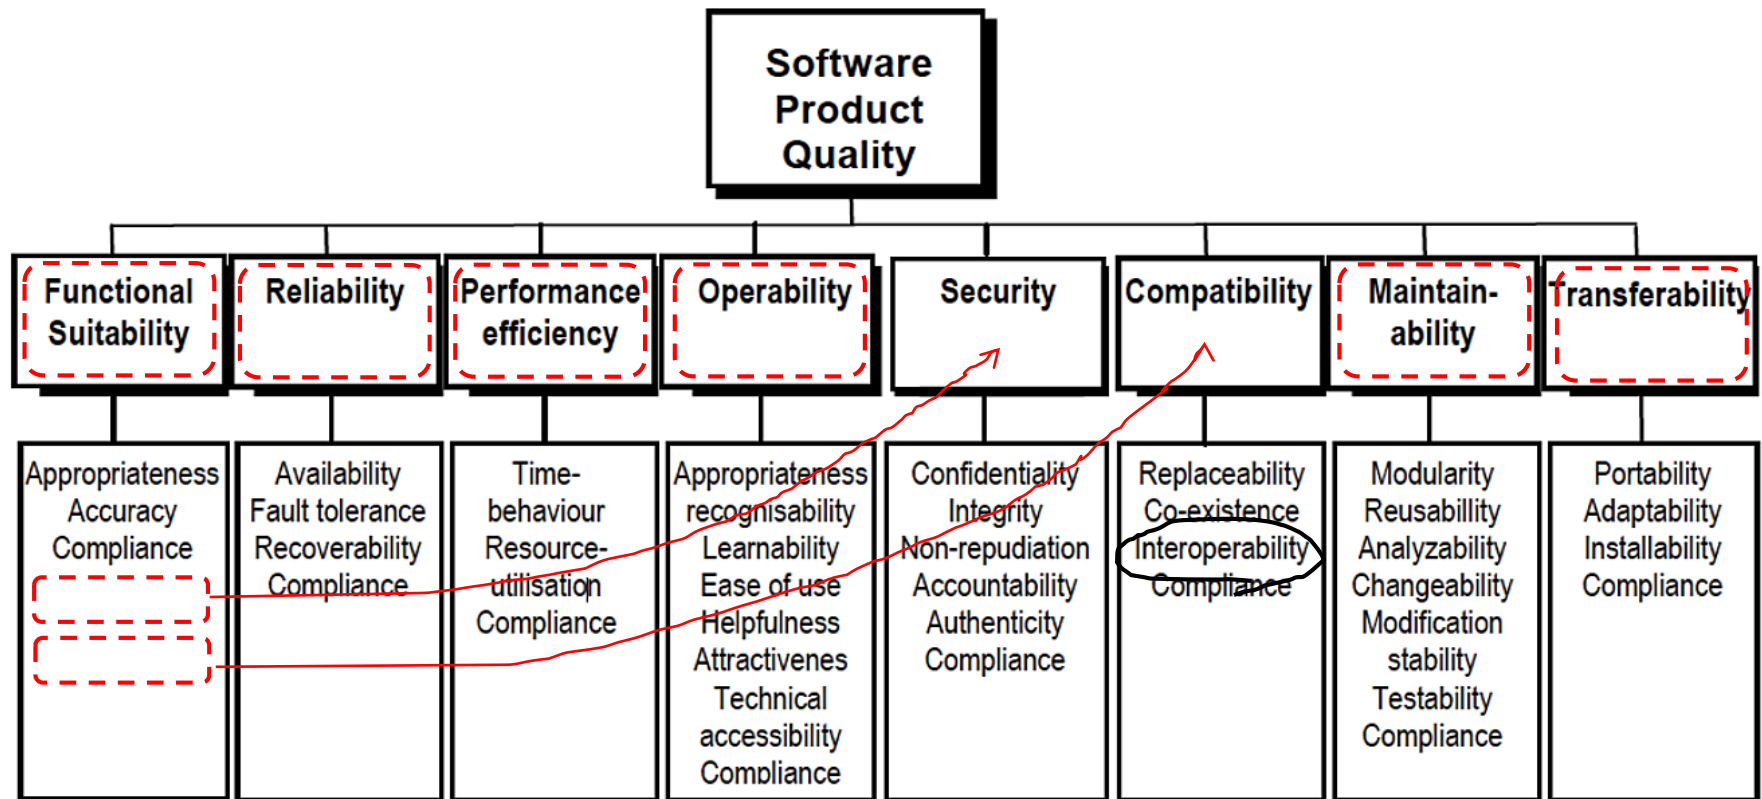 Software
Product
Quality
Functional
Suitability
Reliability
Performance
efficiency
Operability
Security
Compatibility
Maintain-
ability
Transferability
Appropriateness
Accuracy
Compliance
Availability
Fault tolerance
Recoverability
Compliance
Time-
behaviour
Resource-
utilisation
Compliance
Appropriateness
recognisability
Learnability
Ease of use
Helpfulness
Attractivenes
Technical
accessibility
Compliance
Confidentiality
Integrity
Non-repudiation
Accountability
Authenticity
Compliance
Replaceability
Co-existence
Interoperability
Compliance
Modularity
Reusabillity
Analyzability
Changeability
Modification
stability
Testability
Compliance
Portability
Adaptability
Installability
Compliance